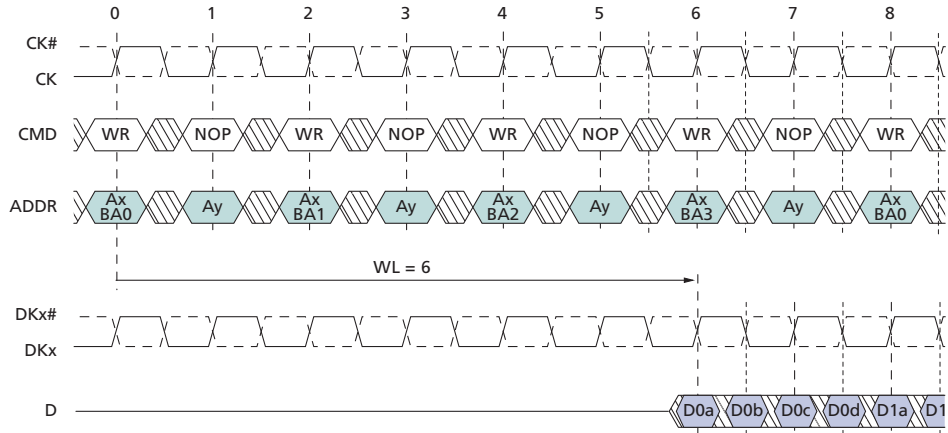 0 1 2 3 4 5 6 7 8
CK#
CK
CMD WR NOP WR NOP WR NOP WR NOP WR
ADDR Ax BA0 Ay Ax BA1 Ay Ax BA2 Ay Ax BA3 Ay Ax BA0
WL = 6
DKx#
DKx
D D0a D0b D0c D0d D1a D1